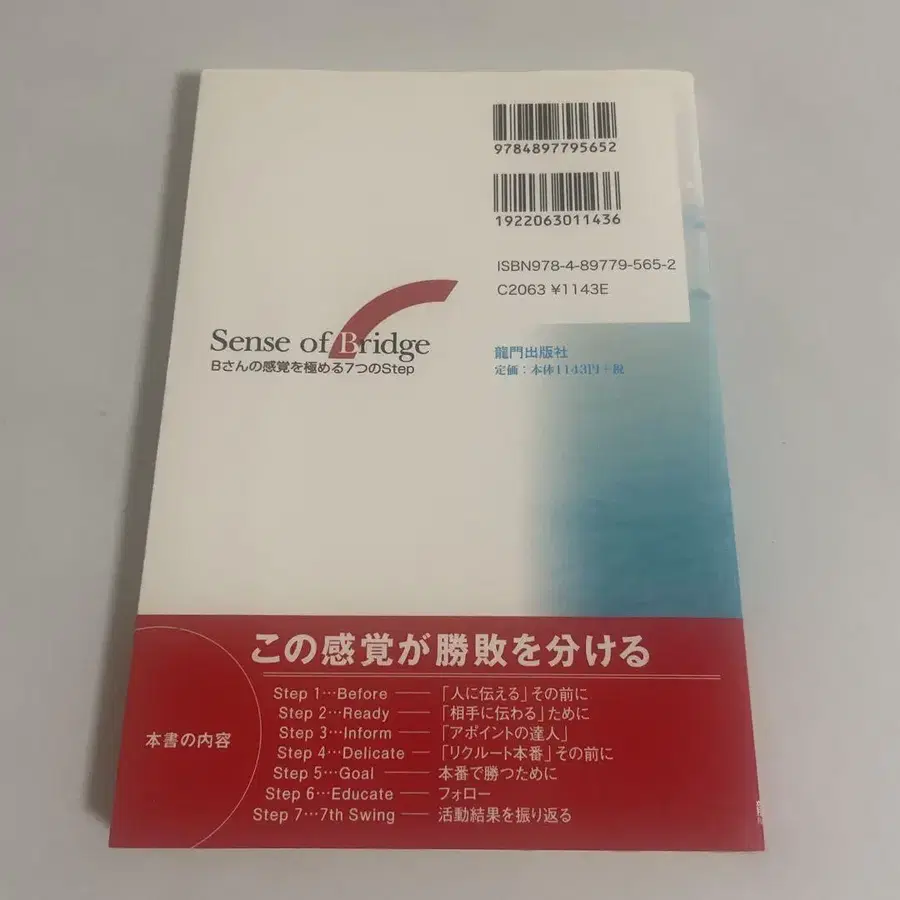 9784897795652
1922063011436
ISBN978-4-89779-565-2
C2063 ¥1143E
Sense of Bridge
Bさんの感覚を極める7つのStep
龍門出版社
定価：本体1143円+税
この感覚が勝敗を分ける
本書の内容
Step 1…Before ── 「人に伝える」その前に
Step 2…Ready ── 「相手に伝わる」ために
Step 3…Inform ── 「アポイントの達人」
Step 4…Delicate ── 「リクルート本番」その前に
Step 5…Goal ── 本番で勝つために
Step 6…Educate ── フォロー
Step 7…7th Swing ── 活動結果を振り返る